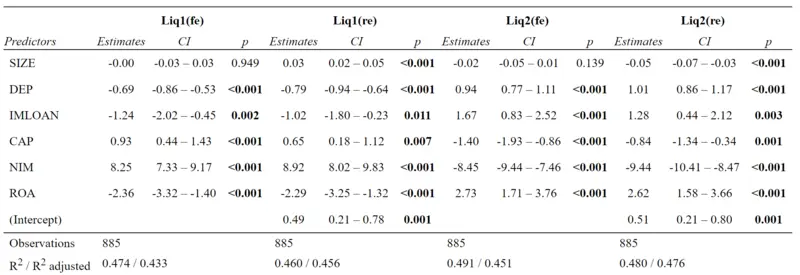 Liq1(fe) Liq1(re) Liq2(fe) Liq2(re)
Predictors Estimates CI p Estimates CI p Estimates CI p Estimates CI p
SIZE -0.00 -0.03 – 0.03 0.949 0.03 0.02 – 0.05 <0.001 -0.02 -0.05 – 0.01 0.139 -0.05 -0.07 – -0.03 <0.001
DEP -0.69 -0.86 – -0.53 <0.001 -0.79 -0.94 – -0.64 <0.001 0.94 0.77 – 1.11 <0.001 1.01 0.86 – 1.17 <0.001
IMLOAN -1.24 -2.02 – -0.45 0.002 -1.02 -1.80 – -0.23 0.011 1.67 0.83 – 2.52 <0.001 1.28 0.44 – 2.12 0.003
CAP 0.93 0.44 – 1.43 <0.001 0.65 0.18 – 1.12 0.007 -1.40 -1.93 – -0.86 <0.001 -0.84 -1.34 – -0.34 0.001
NIM 8.25 7.33 – 9.17 <0.001 8.92 8.02 – 9.83 <0.001 -8.45 -9.44 – -7.46 <0.001 -9.44 -10.41 – -8.47 <0.001
ROA -2.36 -3.32 – -1.40 <0.001 -2.29 -3.25 – -1.32 <0.001 2.73 1.71 – 3.76 <0.001 2.62 1.58 – 3.66 <0.001
(Intercept) 0.49 0.21 – 0.78 0.001 0.51 0.21 – 0.80 0.001
Observations 885 885 885 885
R² / R² adjusted 0.474 / 0.433 0.460 / 0.456 0.491 / 0.451 0.480 / 0.476